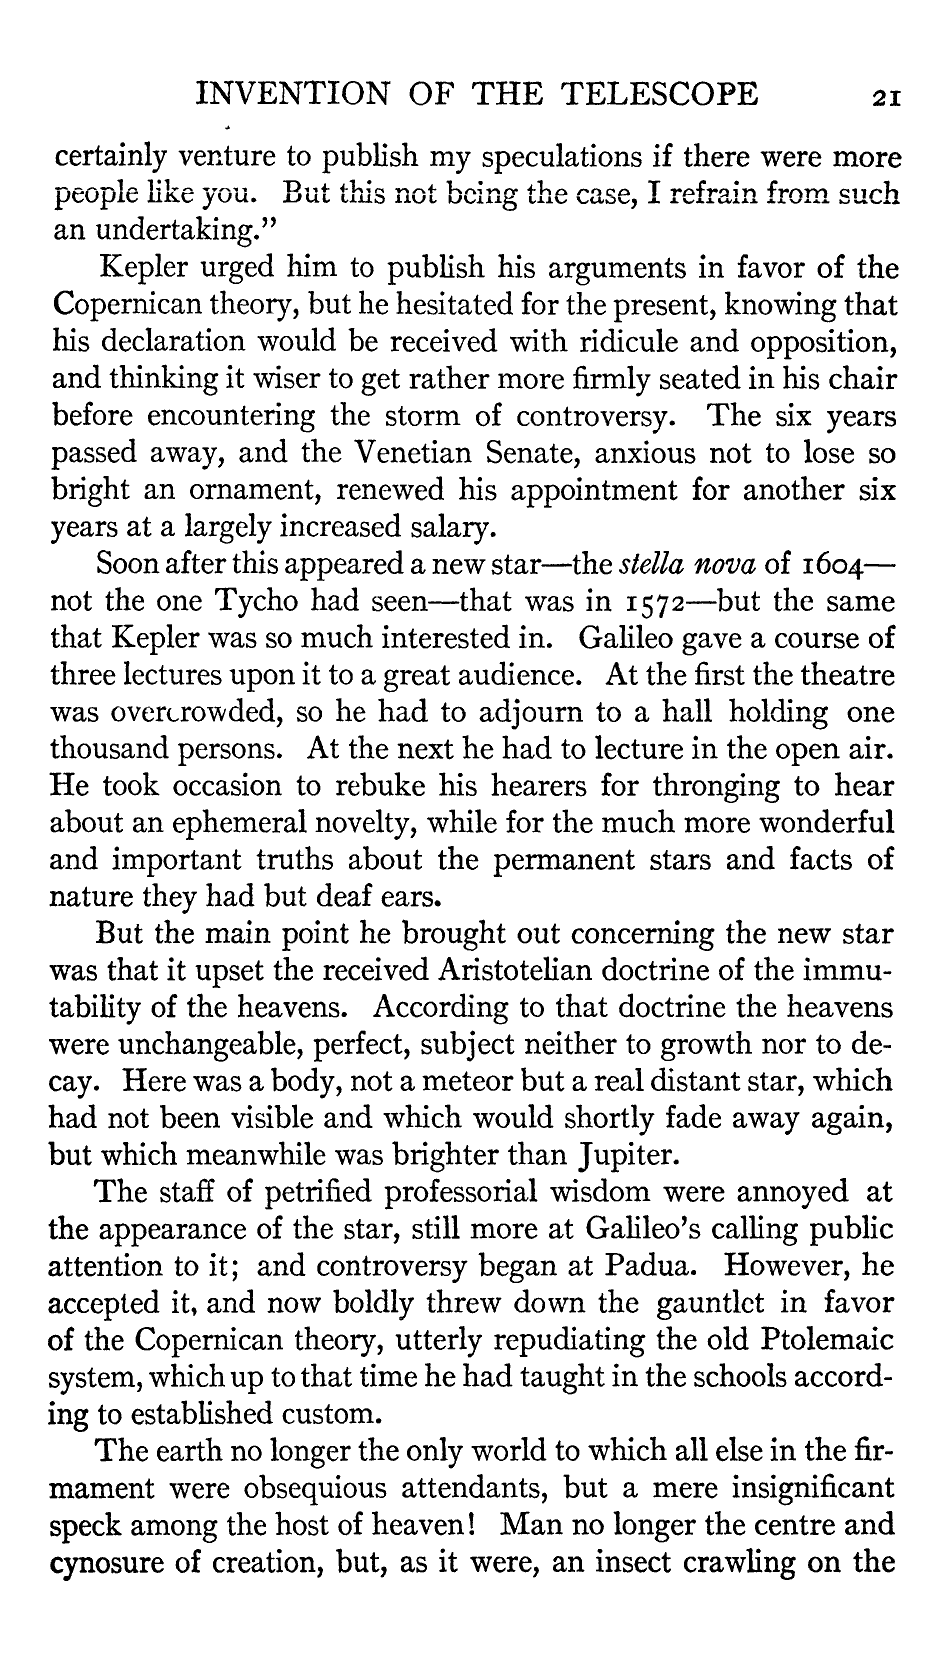 INVENTION OF THE TELESCOPE 21
certainly venture to publish my speculations if there were more
people like you. But this not being the case, I refrain from such
an undertaking.”
Kepler urged him to publish his arguments in favor of the
Copernican theory, but he hesitated for the present, knowing that
his declaration would be received with ridicule and opposition,
and thinking it wiser to get rather more firmly seated in his chair
before encountering the storm of controversy. The six years
passed away, and the Venetian Senate, anxious not to lose so
bright an ornament, renewed his appointment for another six
years at a largely increased salary.
Soon after this appeared a new star—the stella nova of 1604—
not the one Tycho had seen—that was in 1572—but the same
that Kepler was so much interested in. Galileo gave a course of
three lectures upon it to a great audience. At the first the theatre
was overcrowded, so he had to adjourn to a hall holding one
thousand persons. At the next he had to lecture in the open air.
He took occasion to rebuke his hearers for thronging to hear
about an ephemeral novelty, while for the much more wonderful
and important truths about the permanent stars and facts of
nature they had but deaf ears.
But the main point he brought out concerning the new star
was that it upset the received Aristotelian doctrine of the immu-
tability of the heavens. According to that doctrine the heavens
were unchangeable, perfect, subject neither to growth nor to de-
cay. Here was a body, not a meteor but a real distant star, which
had not been visible and which would shortly fade away again,
but which meanwhile was brighter than Jupiter.
The staff of petrified professorial wisdom were annoyed at
the appearance of the star, still more at Galileo’s calling public
attention to it; and controversy began at Padua. However, he
accepted it, and now boldly threw down the gauntlet in favor
of the Copernican theory, utterly repudiating the old Ptolemaic
system, which up to that time he had taught in the schools accord-
ing to established custom.
The earth no longer the only world to which all else in the fir-
mament were obsequious attendants, but a mere insignificant
speck among the host of heaven! Man no longer the centre and
cynosure of creation, but, as it were, an insect crawling on the